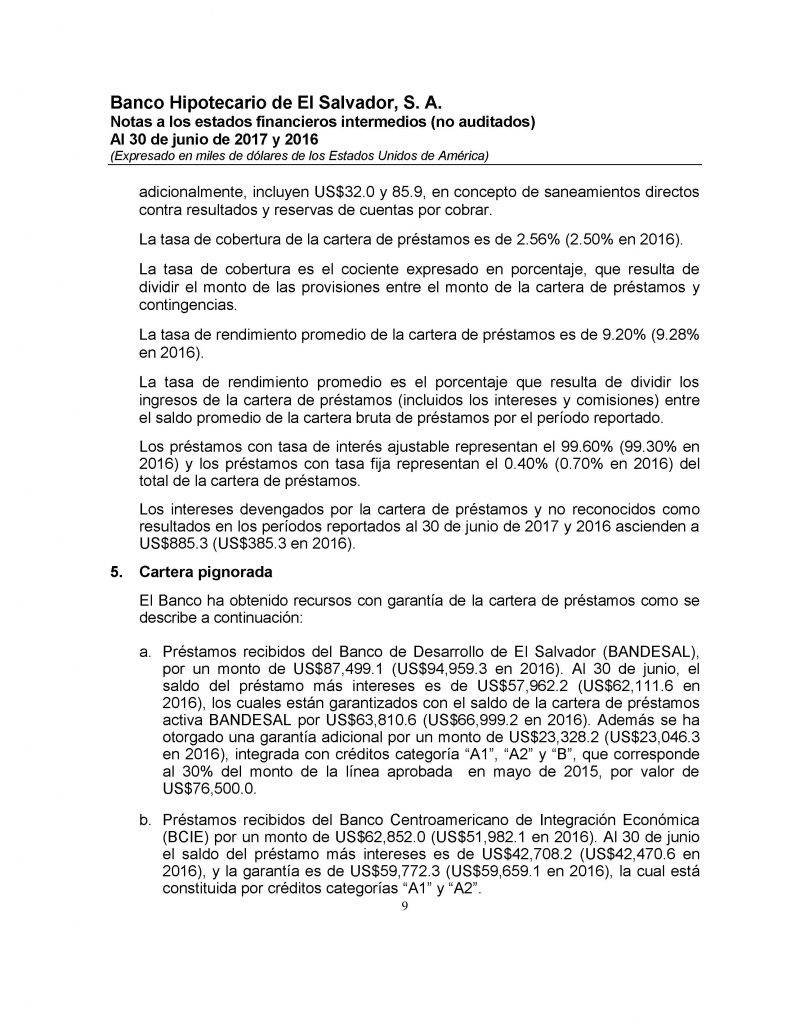 Banco Hipotecario de El Salvador, S. A.
Notas a los estados financieros intermedios (no auditados)
Al 30 de junio de 2017 y 2016
(Expresado en miles de dólares de los Estados Unidos de América)
adicionalmente, incluyen US$32.0 y 85.9, en concepto de saneamientos directos
contra resultados y reservas de cuentas por cobrar.
La tasa de cobertura de la cartera de préstamos es de 2.56% (2.50% en 2016).
La tasa de cobertura es el cociente expresado en porcentaje, que resulta de
dividir el monto de las provisiones entre el monto de la cartera de préstamos y
contingencias.
La tasa de rendimiento promedio de la cartera de préstamos es de 9.20% (9.28%
en 2016).
La tasa de rendimiento promedio es el porcentaje que resulta de dividir los
ingresos de la cartera de préstamos (incluidos los intereses y comisiones) entre
el saldo promedio de la cartera bruta de préstamos por el período reportado.
Los préstamos con tasa de interés ajustable representan el 99.60% (99.30% en
2016) y los préstamos con tasa fija representan el 0.40% (0.70% en 2016) del
total de la cartera de préstamos.
Los intereses devengados por la cartera de préstamos y no reconocidos como
resultados en los períodos reportados al 30 de junio de 2017 y 2016 ascienden a
US$885.3 (US$385.3 en 2016).
5. Cartera pignorada
El Banco ha obtenido recursos con garantía de la cartera de préstamos como se
describe a continuación:
a. Préstamos recibidos del Banco de Desarrollo de El Salvador (BANDESAL),
por un monto de US$87,499.1 (US$94,959.3 en 2016). Al 30 de junio, el
saldo del préstamo más intereses es de US$57,962.2 (US$62,111.6 en
2016), los cuales están garantizados con el saldo de la cartera de préstamos
activa BANDESAL por US$63,810.6 (US$66,999.2 en 2016). Además se ha
otorgado una garantía adicional por un monto de US$23,328.2 (US$23,046.3
en 2016), integrada con créditos categoría “A1”, “A2” y “B”, que corresponde
al 30% del monto de la línea aprobada en mayo de 2015, por valor de
US$76,500.0.
b. Préstamos recibidos del Banco Centroamericano de Integración Económica
(BCIE) por un monto de US$62,852.0 (US$51,982.1 en 2016). Al 30 de junio
el saldo del préstamo más intereses es de US$42,708.2 (US$42,470.6 en
2016), y la garantía es de US$59,772.3 (US$59,659.1 en 2016), la cual está
constituida por créditos categorías “A1” y “A2”.
9